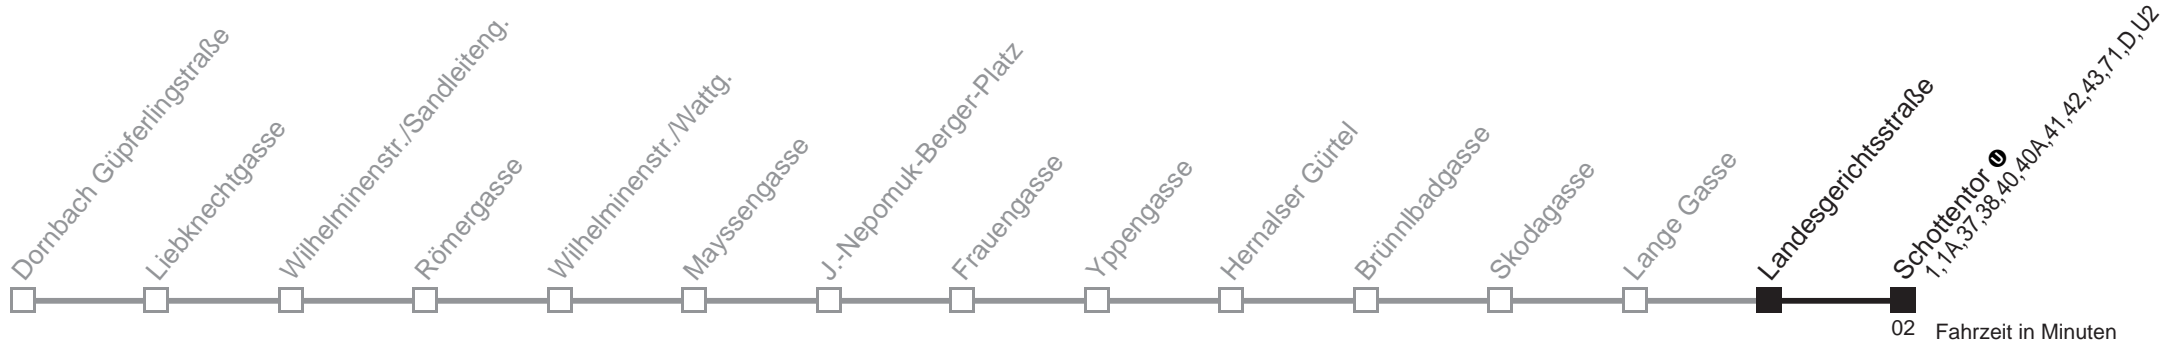 Dornbach Güpferlingstraße
Liebknechtgasse
Wilhelminenstr./Sandleiteng.
Römergasse
Wilhelminenstr./Wattg.
Mayssengasse
J.-Nepomuk-Berger-Platz
Frauengasse
Yppengasse
Hernalser Gürtel
Brünnlbadgasse
Skodagasse
Lange Gasse
Landesgerichtsstraße
Schottentor U
1,1A,37,38,40,40A,41,42,43,71,D,U2
02 Fahrzeit in Minuten